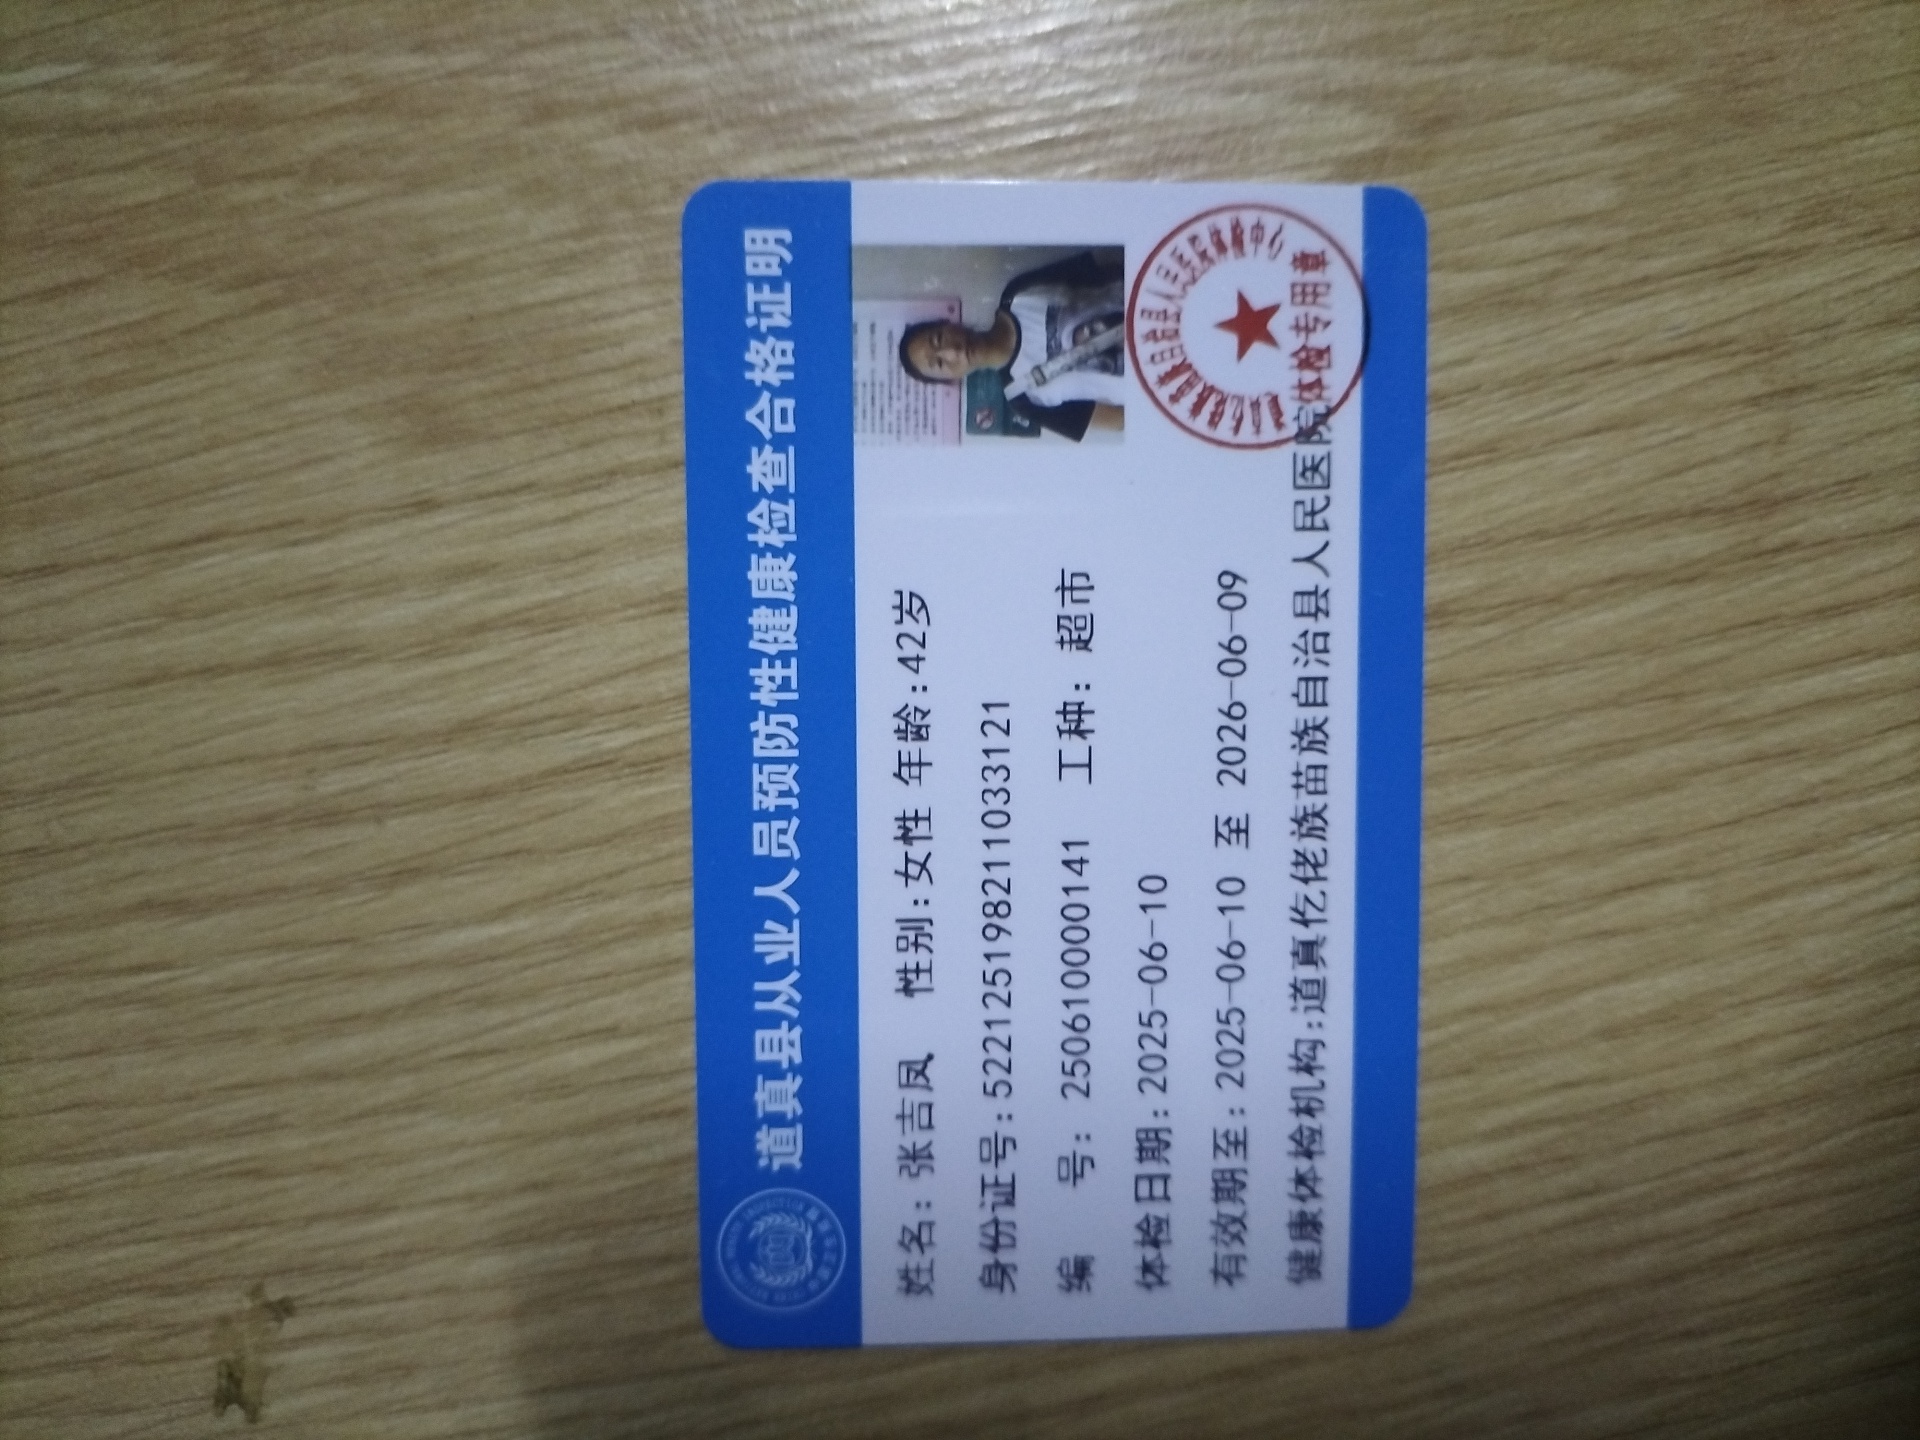 道真县从业人员预防性健康检查合格证明
姓名：张吉凤 性别:女性 年龄:42岁
身份证号:522125198211033121
编 号：250610000141 工种：超市
体检日期:2025-06-10
有效期至:2025-06-10 至 2026-06-09
健康体检机构:道真仡佬族苗族自治县人民医院
体检专用章